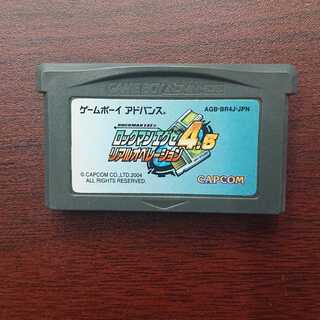 GAME BOY ADVANCE
ゲームボーイ アドバンス™
AGB-BR4J-JPN
ROCKMAN EXE
ロックマンエグゼ 4.5
リアルオペレーション
© CAPCOM CO.,LTD.2004
ALL RIGHTS RESERVED.
CAPCOM